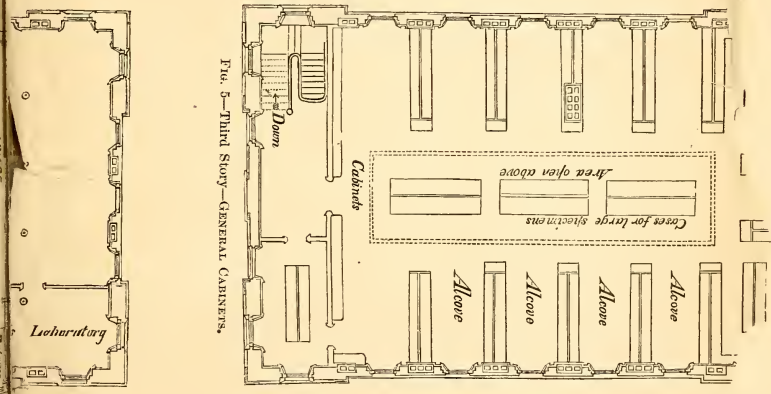 FIG. 5—Third Story—GENERAL CABINETS.
Down
Cabinets
Area open above
Cases for large specimens
Alcove
Alcove
Alcove
Alcove
Laboratory